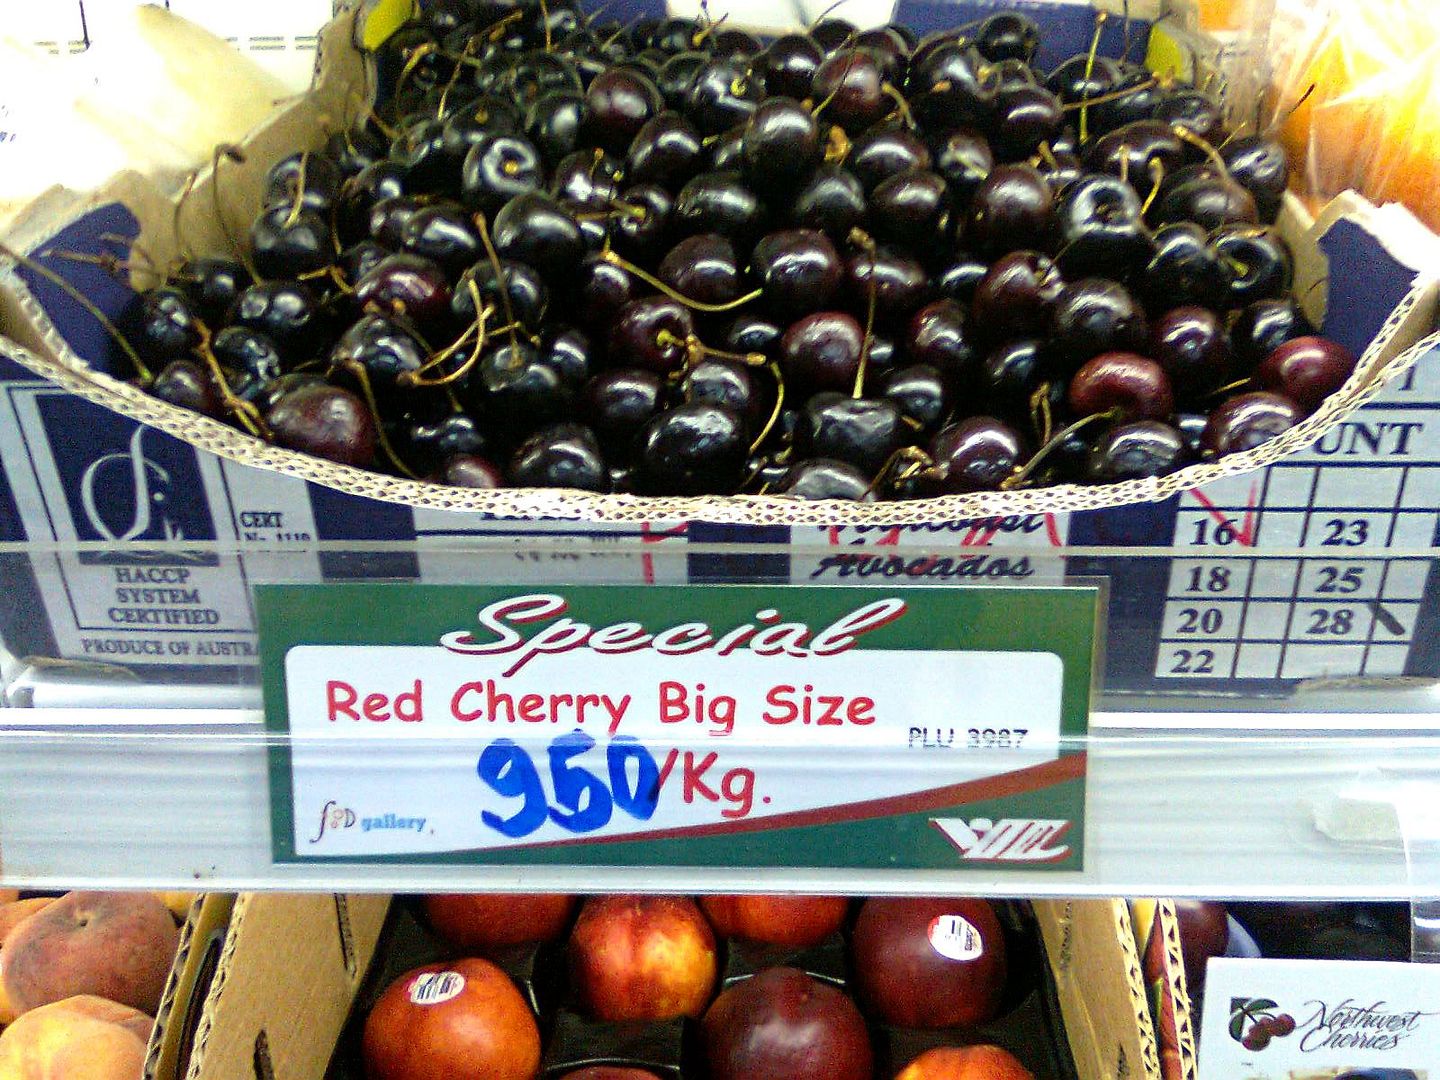 UNT
16 23
18 25
20 28
22
CERT
HACCP
SYSTEM
CERTIFIED
PRODUCE OF AUSTRA
Avocados
Special
Red Cherry Big Size
PLU 3987
950/Kg.
gallery.
Northwest
Cherries